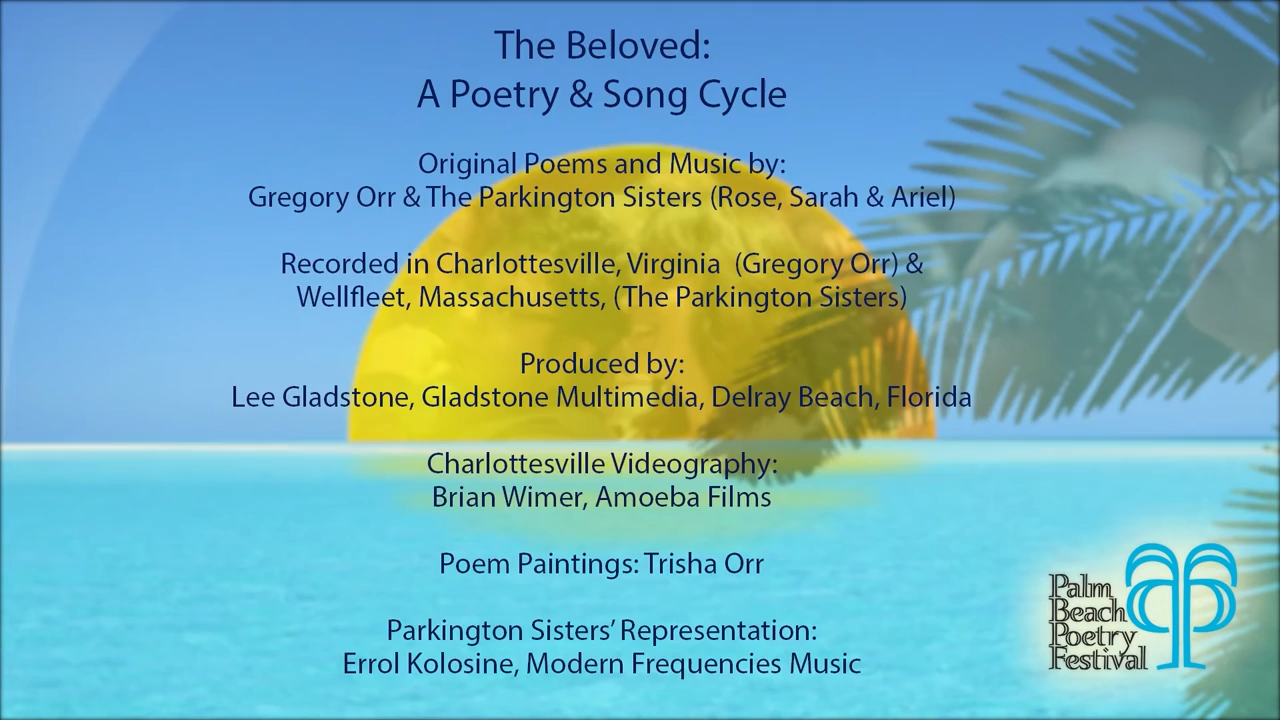 The Beloved:
A Poetry & Song Cycle
Original Poems and Music by:
Gregory Orr & The Parkington Sisters (Rose, Sarah & Ariel)
Recorded in Charlottesville, Virginia  (Gregory Orr) &
Wellfleet, Massachusetts, (The Parkington Sisters)
Produced by:
Lee Gladstone, Gladstone Multimedia, Delray Beach, Florida
Charlottesville Videography:
Brian Wimer, Amoeba Films
Poem Paintings: Trisha Orr
Parkington Sisters’ Representation:
Errol Kolosine, Modern Frequencies Music
Palm
Beach
Poetry
Festival